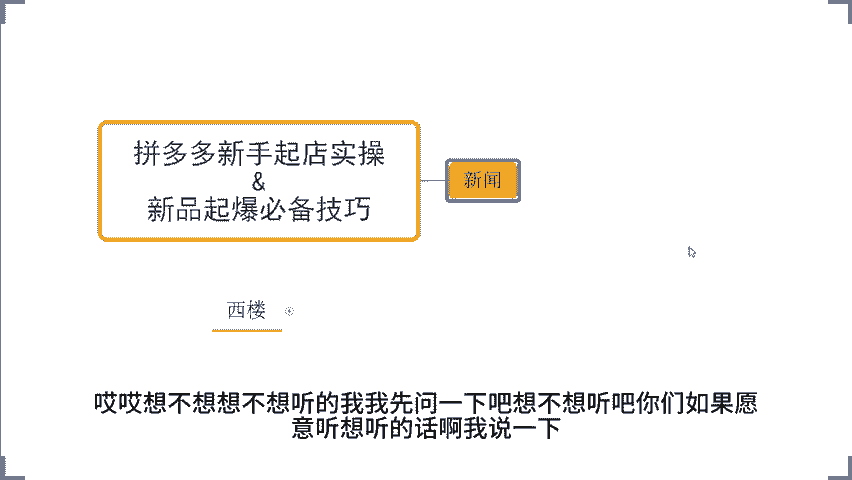 拼多多新手起店实操
&
新品起爆必备技巧
新闻
西楼
哎哎想不想想不想听的我我先问一下吧想不想听吧你们如果愿
意听想听的话啊我说一下